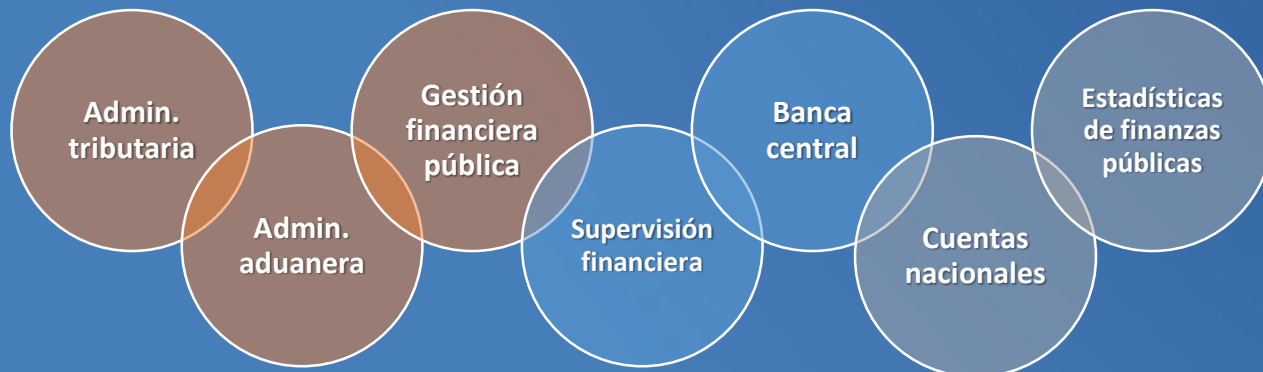 Admin.
tributaria
Admin.
aduanera
Gestión
financiera
pública
Supervisión
financiera
Banca
central
Cuentas
nacionales
Estadísticas
de finanzas
públicas